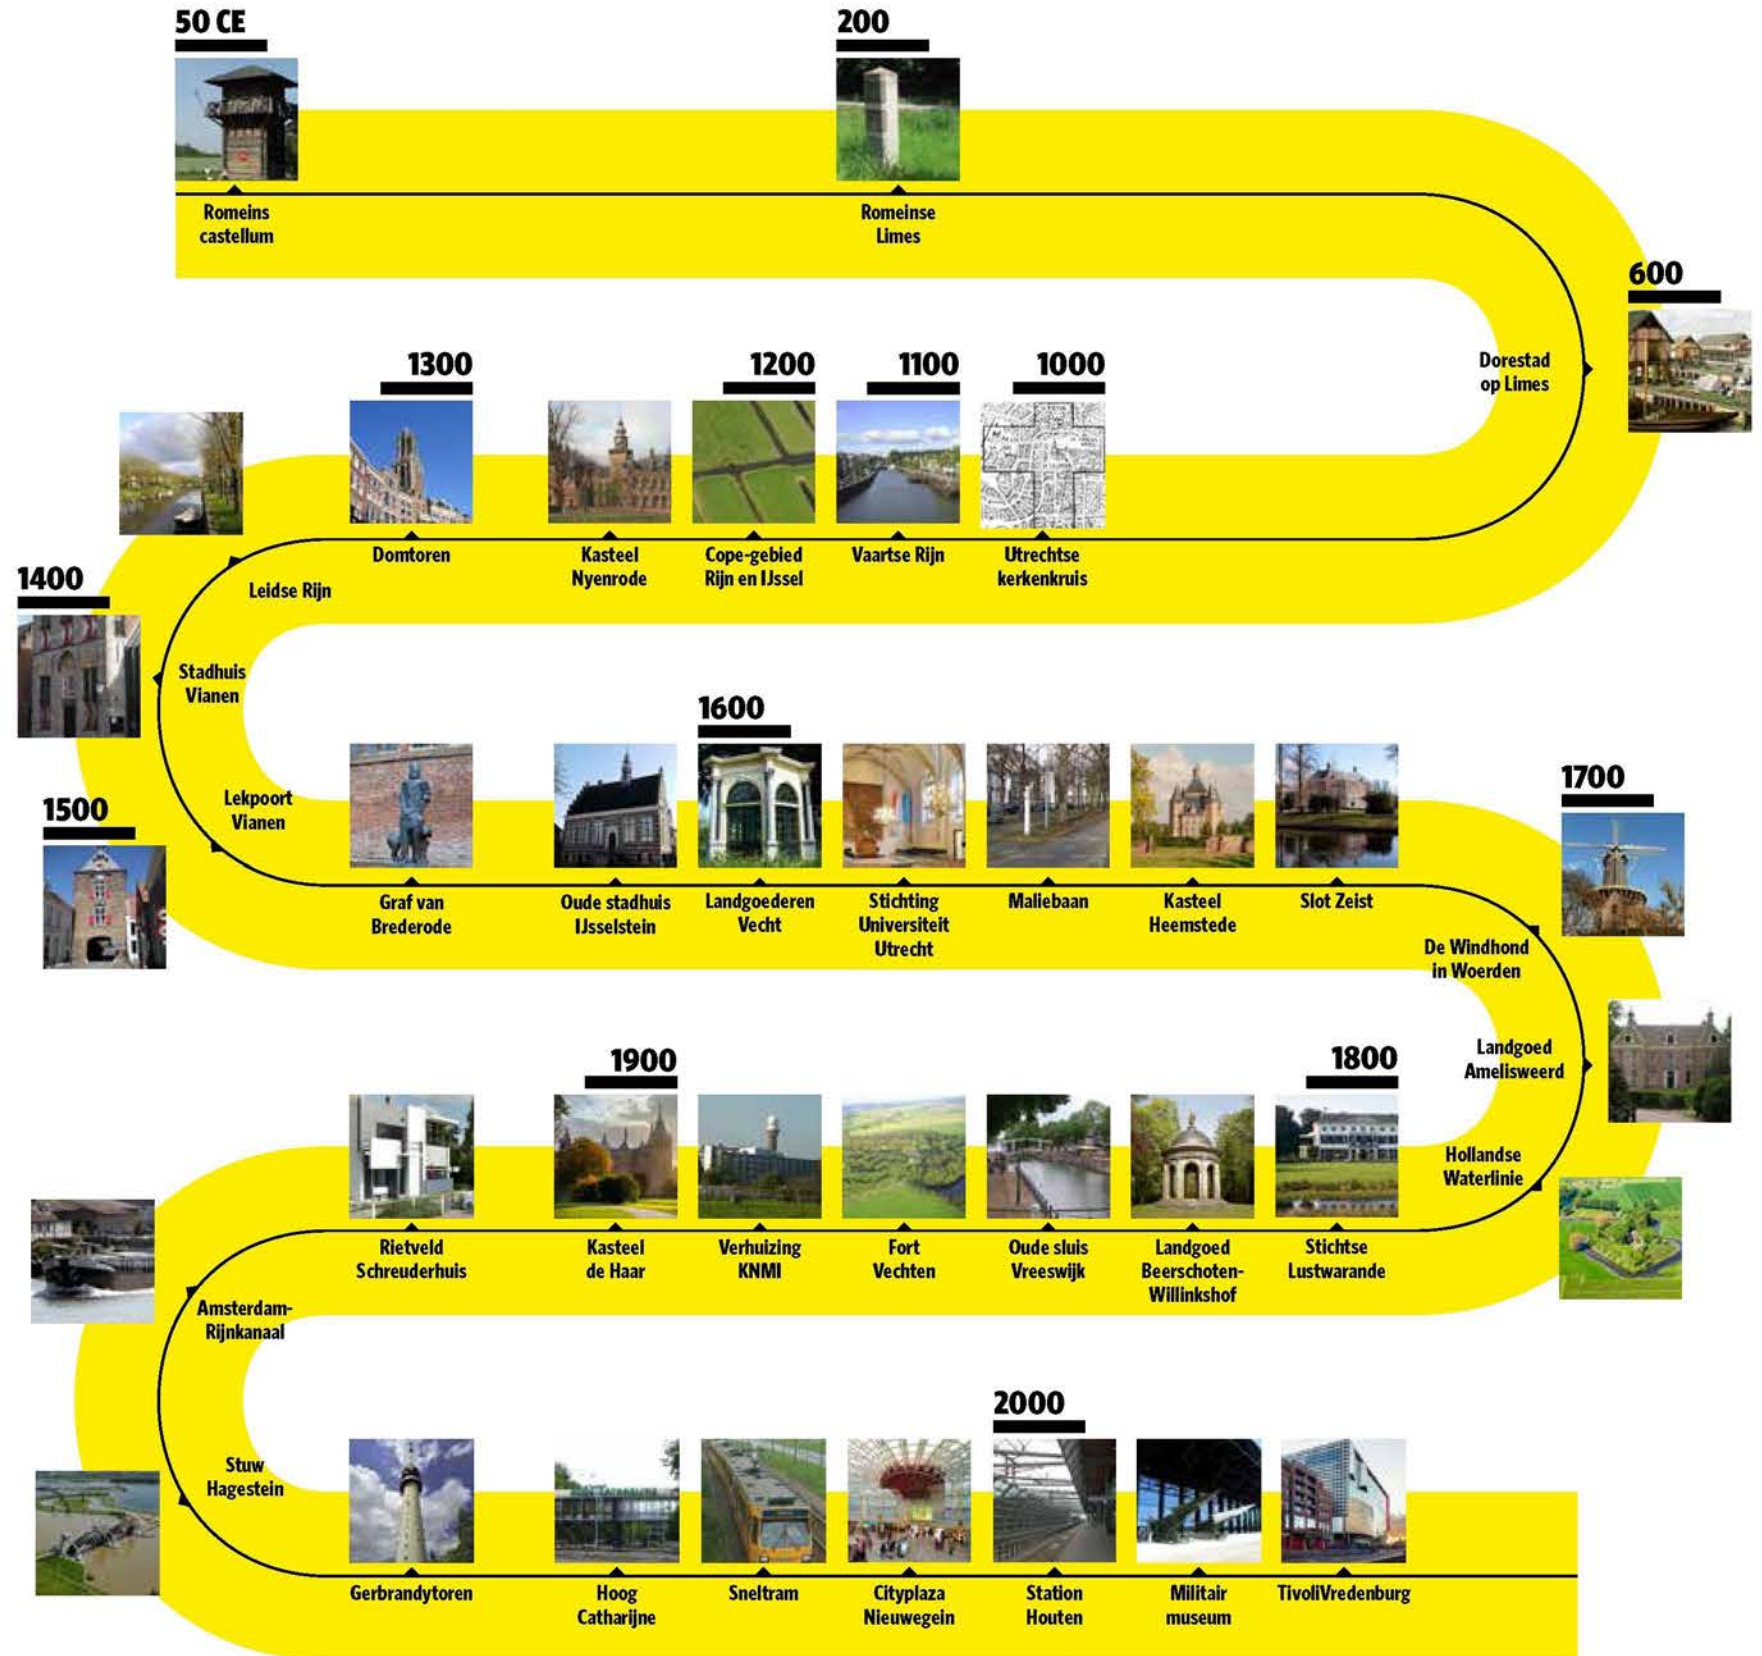 50 CE
200
Romeins
castellum
Romeinse
Limes
600
Dorestad
op Limes
1000
Utrechtse
kerkenkruis
1100
Vaartse Rijn
1200
Cope-gebied
Rijn en IJssel
Kasteel
Nyenrode
1300
Domtoren
Leidse Rijn
1400
Stadhuis
Vianen
1500
Lekpoort
Vianen
Graf van
Brederode
Oude stadhuis
IJsselstein
1600
Landgoederen
Vecht
Stichting
Universiteit
Utrecht
Maliebaan
Kasteel
Heemstede
Slot Zeist
1700
De Windhond
in Woerden
Landgoed
Amelisweerd
Hollandse
Waterlinie
1800
Stichtse
Lustwarande
Landgoed
Beerschoten-
Willinkshof
Oude sluis
Vreeswijk
Fort
Vechten
Verhuizing
KNMI
1900
Kasteel
de Haar
Rietveld
Schreuderhuis
Amsterdam-
Rijnkanaal
Stuw
Hagestein
Gerbrandytoren
Hoog
Catharijne
Sneltram
Cityplaza
Nieuwegein
2000
Station
Houten
Militair
museum
TivoliVredenburg